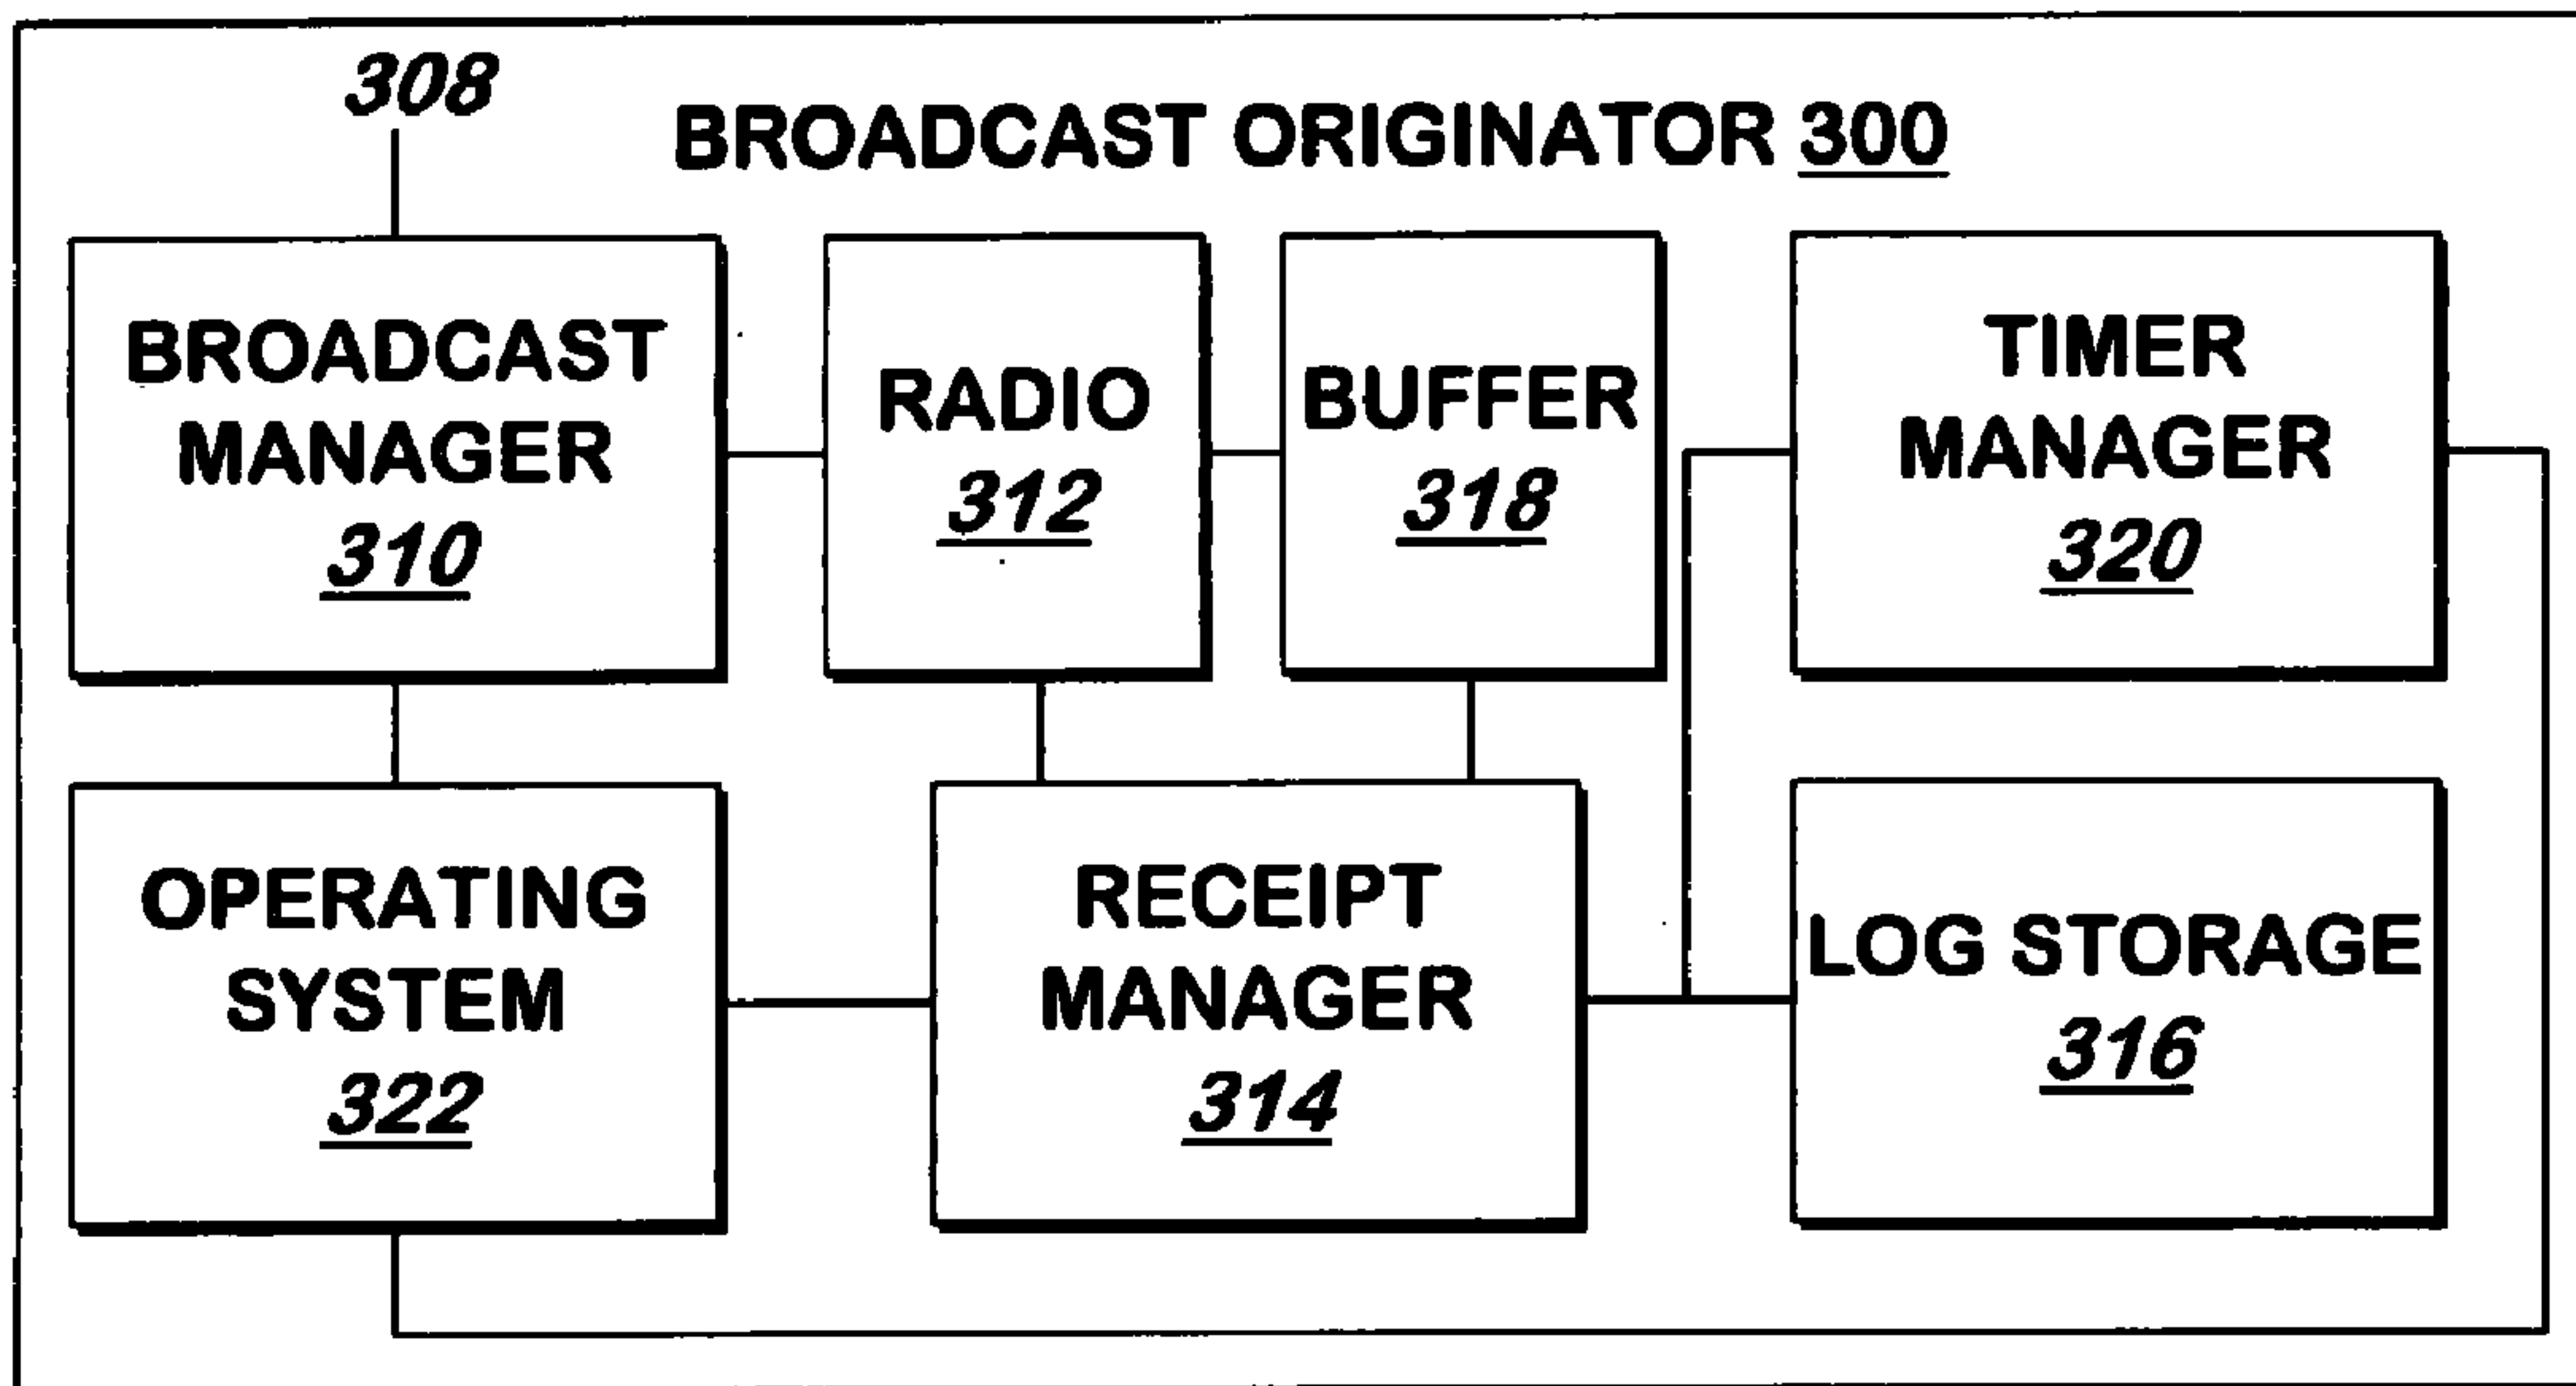 308
BROADCAST ORIGINATOR 300
BROADCAST
MANAGER
310
RADIO
312
BUFFER
318
TIMER
MANAGER
320
OPERATING
SYSTEM
322
RECEIPT
MANAGER
314
LOG STORAGE
316